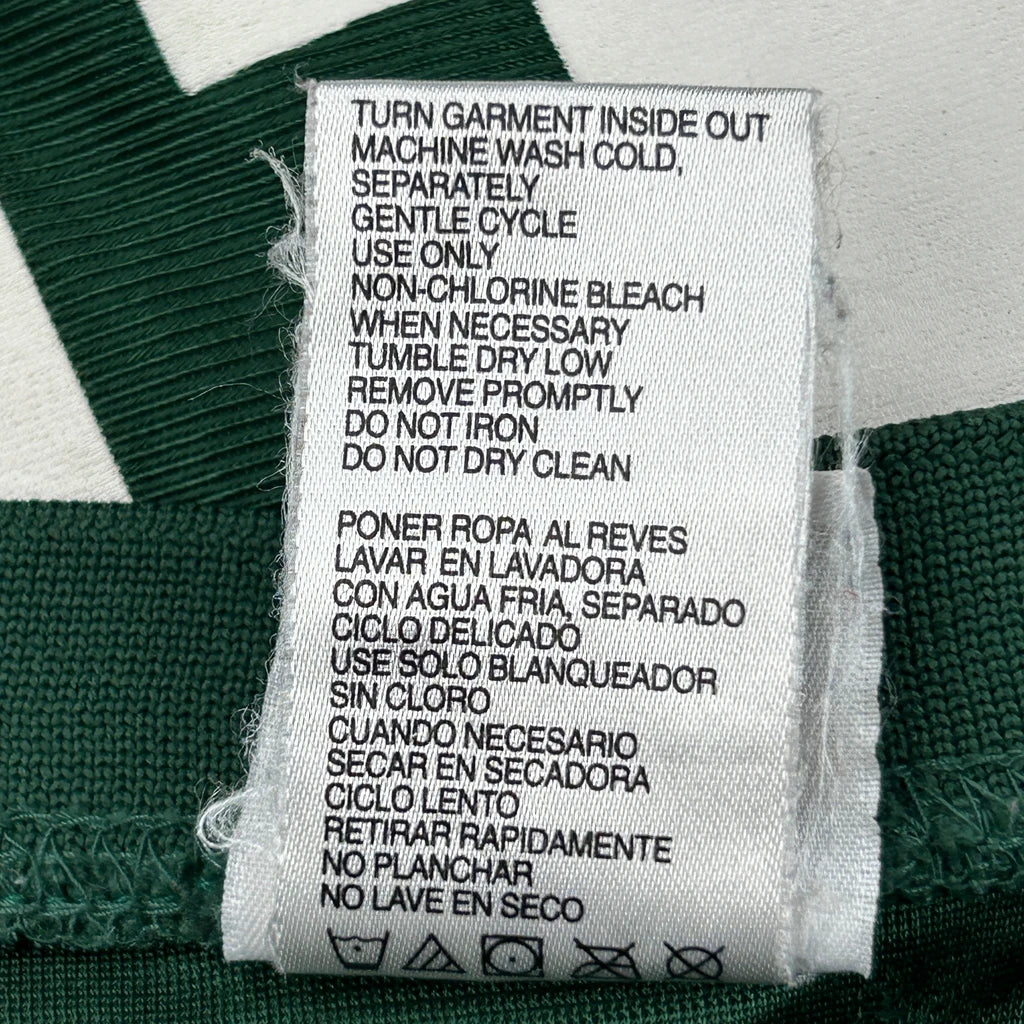 TURN GARMENT INSIDE OUT
MACHINE WASH COLD,
SEPARATELY
GENTLE CYCLE
USE ONLY
NON-CHLORINE BLEACH
WHEN NECESSARY
TUMBLE DRY LOW
REMOVE PROMPTLY
DO NOT IRON
DO NOT DRY CLEAN
PONER ROPA AL REVES
LAVAR EN LAVADORA
CON AGUA FRIA, SEPARADO
CICLO DELICADO
USE SOLO BLANQUEADOR
SIN CLORO
CUANDO NECESARIO
SECAR EN SECADORA
CICLO LENTO
RETIRAR RAPIDAMENTE
NO PLANCHAR
NO LAVE EN SECO